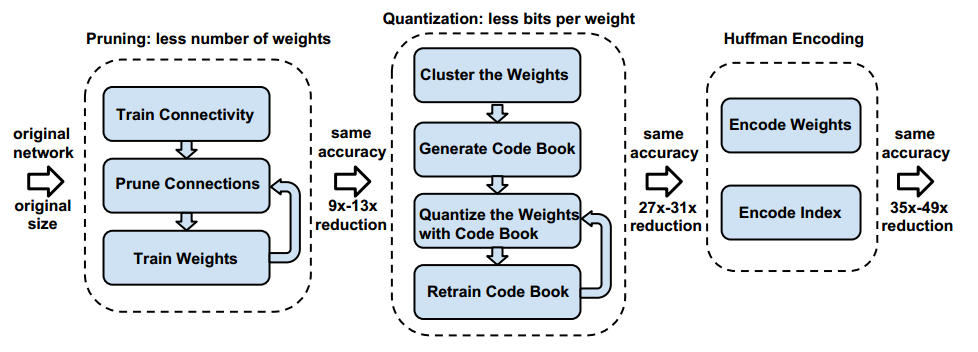 original
network
original
size
Pruning: less number of weights
Train Connectivity
Prune Connections
Train Weights
same
accuracy
9x-13x
reduction
Quantization: less bits per weight
Cluster the Weights
Generate Code Book
Quantize the Weights
with Code Book
Retrain Code Book
same
accuracy
27x-31x
reduction
Huffman Encoding
Encode Weights
Encode Index
same
accuracy
35x-49x
reduction